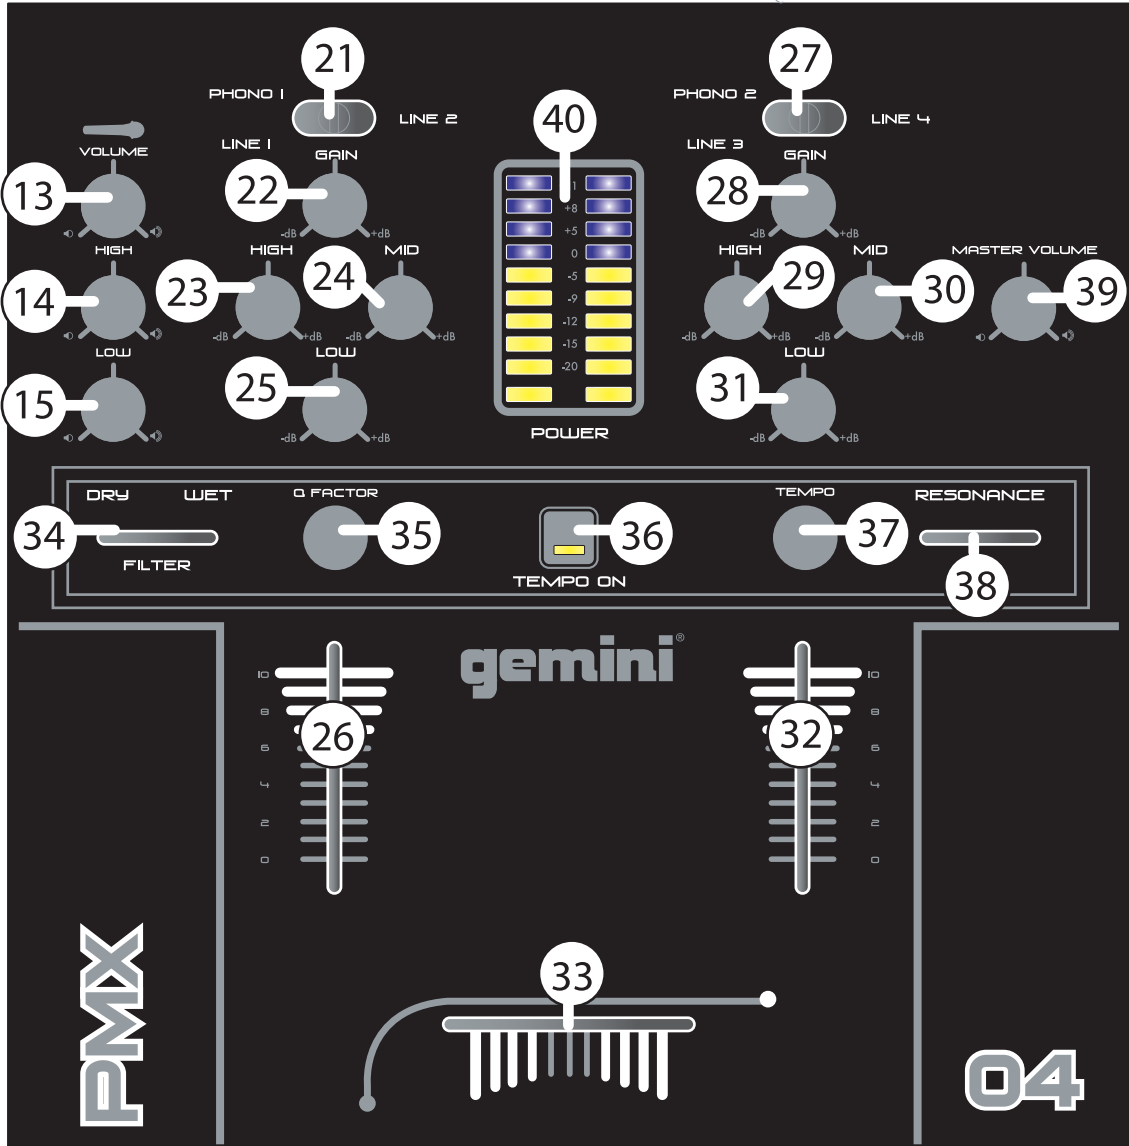 21
27
PHONO 1
LINE 2
PHONO 2
LINE 4
40
VOLUME
LINE 1
GAIN
LINE 3
GAIN
13
22
28
+8
+5
-dB
+dB
-dB
+dB
HIGH
HIGH
MID
0
HIGH
MID
MASTER VOLUME
14
23
24
-5
29
30
39
-9
-12
-dB
+dB
-dB
+dB
-dB
+dB
-dB
+dB
-15
LOW
LOW
LOW
-20
15
25
31
POWER
-dB
+dB
-dB
+dB
DRY
WET
Q FACTOR
TEMPO
RESONANCE
34
35
36
37
FILTER
TEMPO ON
38
gemini®
10
10
8
8
26
32
6
6
4
4
2
2
0
0
33
PMX
04